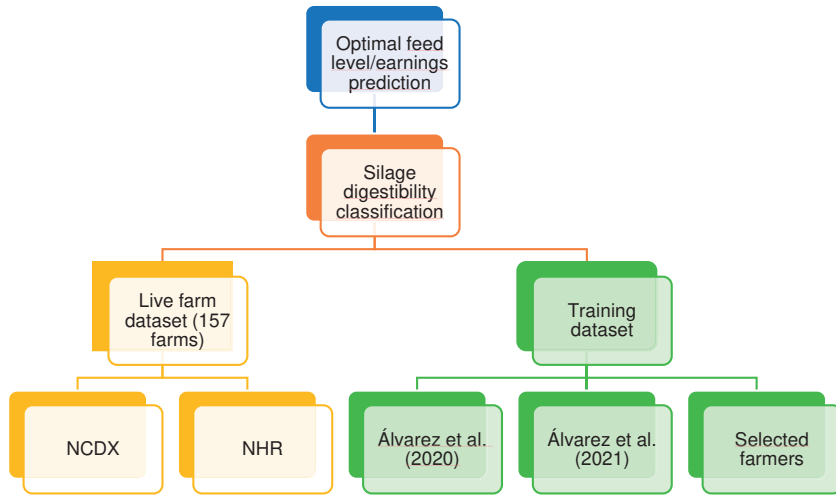 Optimal feed
level/earnings
prediction
Silage
digestibility
classification
Live farm
dataset (157
farms)
Training
dataset
NCDX
NHR
Álvarez et al.
(2020)
Álvarez et al.
(2021)
Selected
farmers